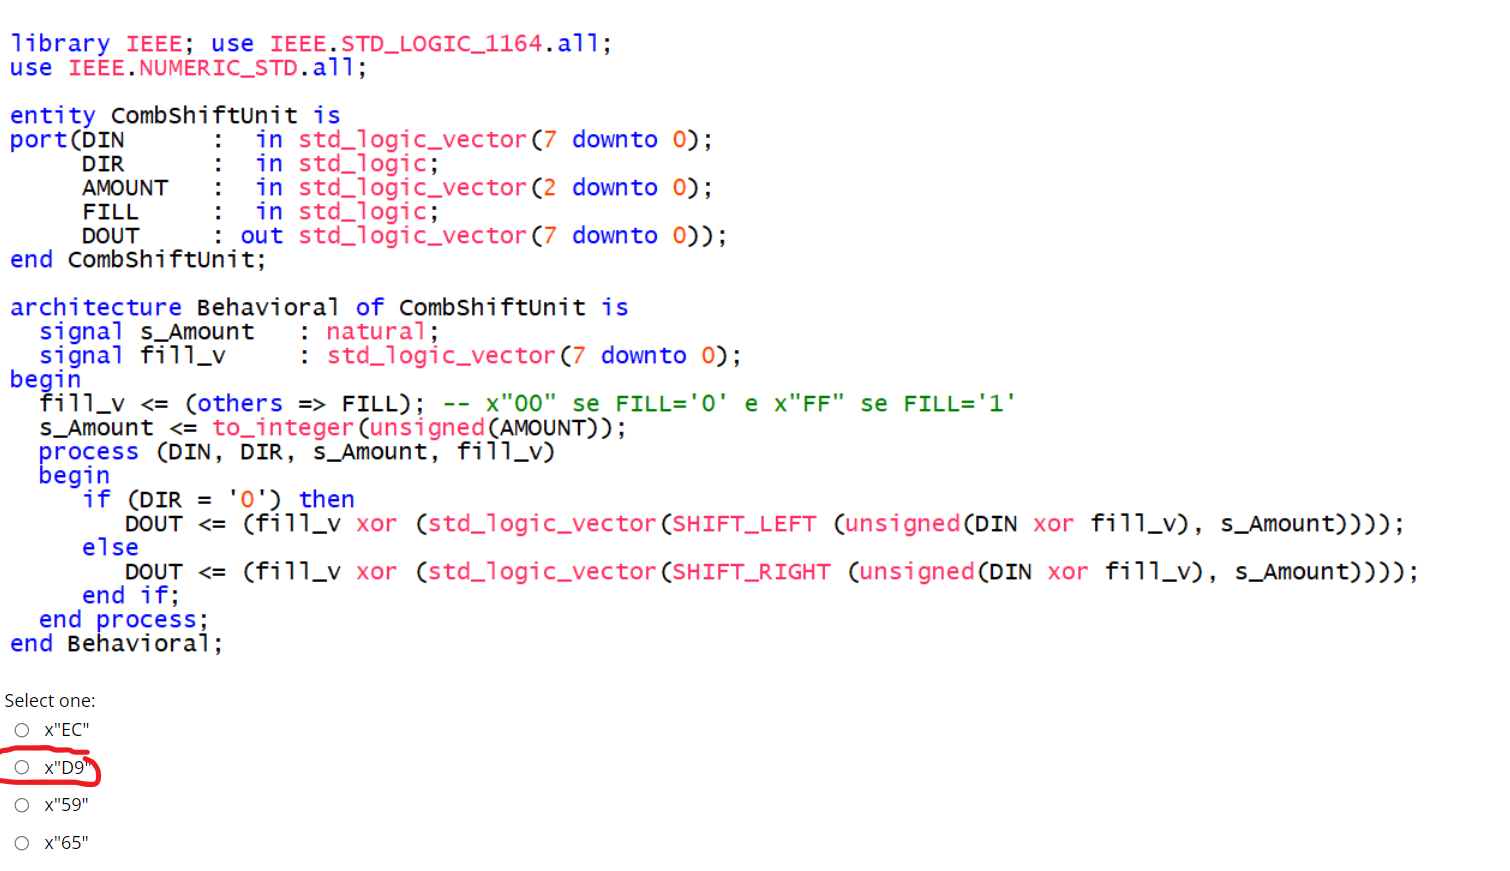 library IEEE; use IEEE.STD_LOGIC_1164.all;
use IEEE.NUMERIC_STD.all;
entity CombShiftUnit is
port(DIN : in std_logic_vector(7 downto 0);
DIR : in std_logic;
AMOUNT : in std_logic_vector(2 downto 0);
FILL : in std_logic;
DOUT : out std_logic_vector(7 downto 0));
end CombShiftUnit;
architecture Behavioral of CombShiftUnit is
signal s_Amount : natural;
signal fill_v : std_logic_vector(7 downto 0);
begin
fill_v <= (others => FILL); -- x"00" se FILL='0' e x"FF" se FILL='1'
s_Amount <= to_integer(unsigned(AMOUNT));
process (DIN, DIR, s_Amount, fill_v)
begin
if (DIR = '0') then
DOUT <= (fill_v xor (std_logic_vector(SHIFT_LEFT (unsigned(DIN xor fill_v), s_Amount))));
else
DOUT <= (fill_v xor (std_logic_vector(SHIFT_RIGHT (unsigned(DIN xor fill_v), s_Amount))));
end if;
end process;
end Behavioral;
Select one:
x"EC"
x"D9"
x"59"
x"65"